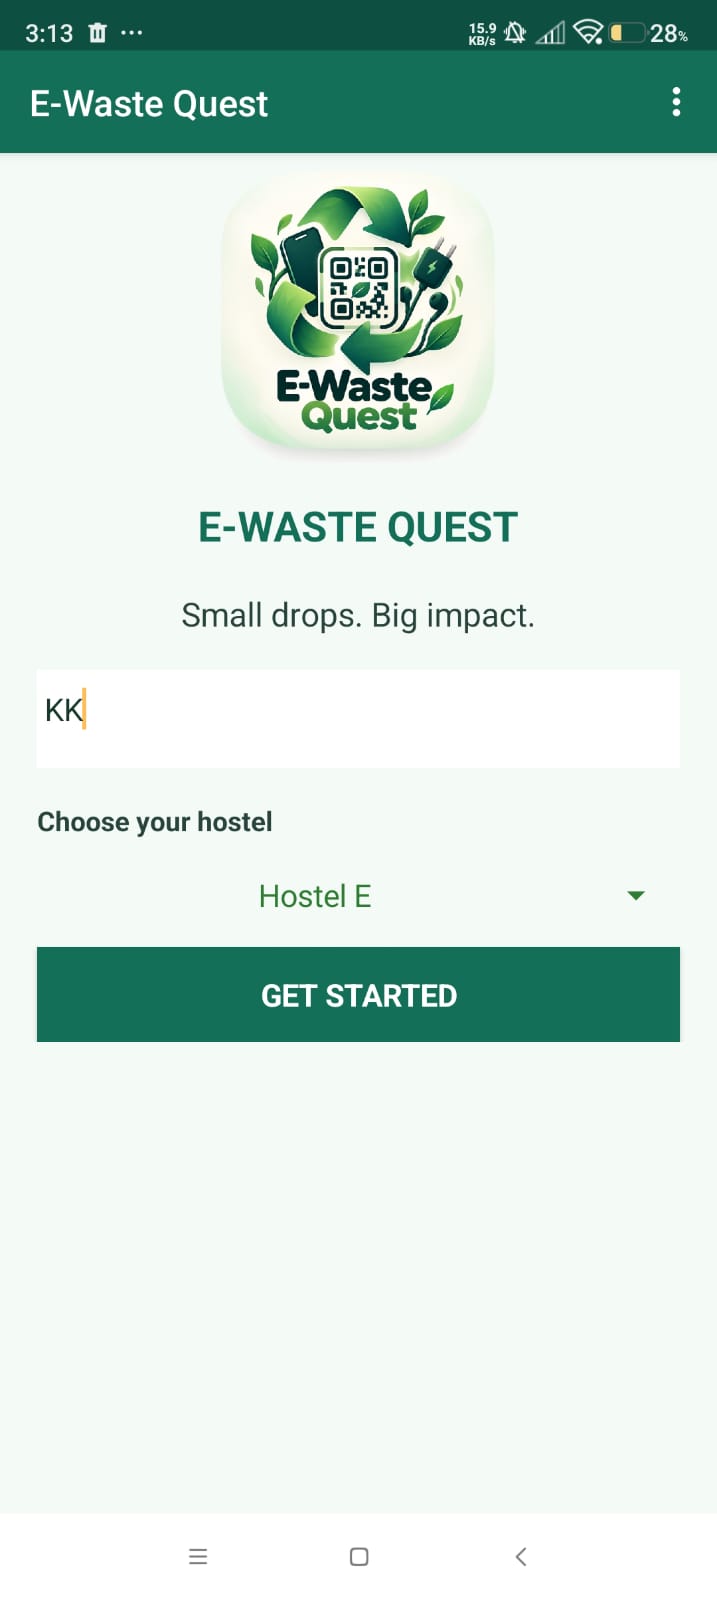 3:13
15.9
KB/s
28%
E-Waste Quest
E-Waste
Quest
E-WASTE QUEST
Small drops. Big impact.
KK
Choose your hostel
Hostel E
GET STARTED